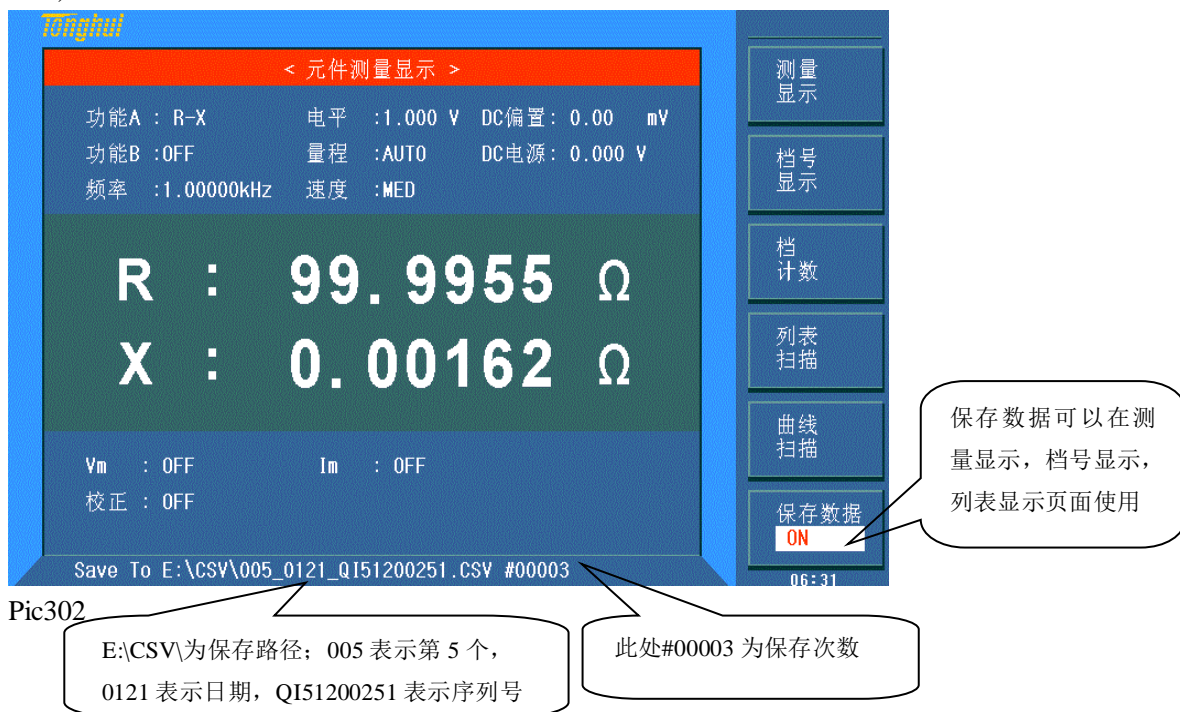 Tonghui
< 元件测量显示 >
功能A : R-X 电平 :1.000 V DC偏置: 0.00 mV
功能B :OFF 量程 :AUTO DC电源: 0.000 V
频率 :1.00000kHz 速度 :MED
R : 99.9955 Ω
X : 0.00162 Ω
Vm : OFF Im : OFF
校正 : OFF
Save To E:\CSV\005_0121_QI51200251.CSV #00003
测量
显示
档号
显示
档
计数
列表
扫描
曲线
扫描
保存数据
ON
06:31
保存数据可以在测
量显示，档号显示，
列表显示页面使用
Pic302
E:\CSV\为保存路径；005 表示第 5 个，
0121 表示日期，QI51200251 表示序列号
此处#00003 为保存次数